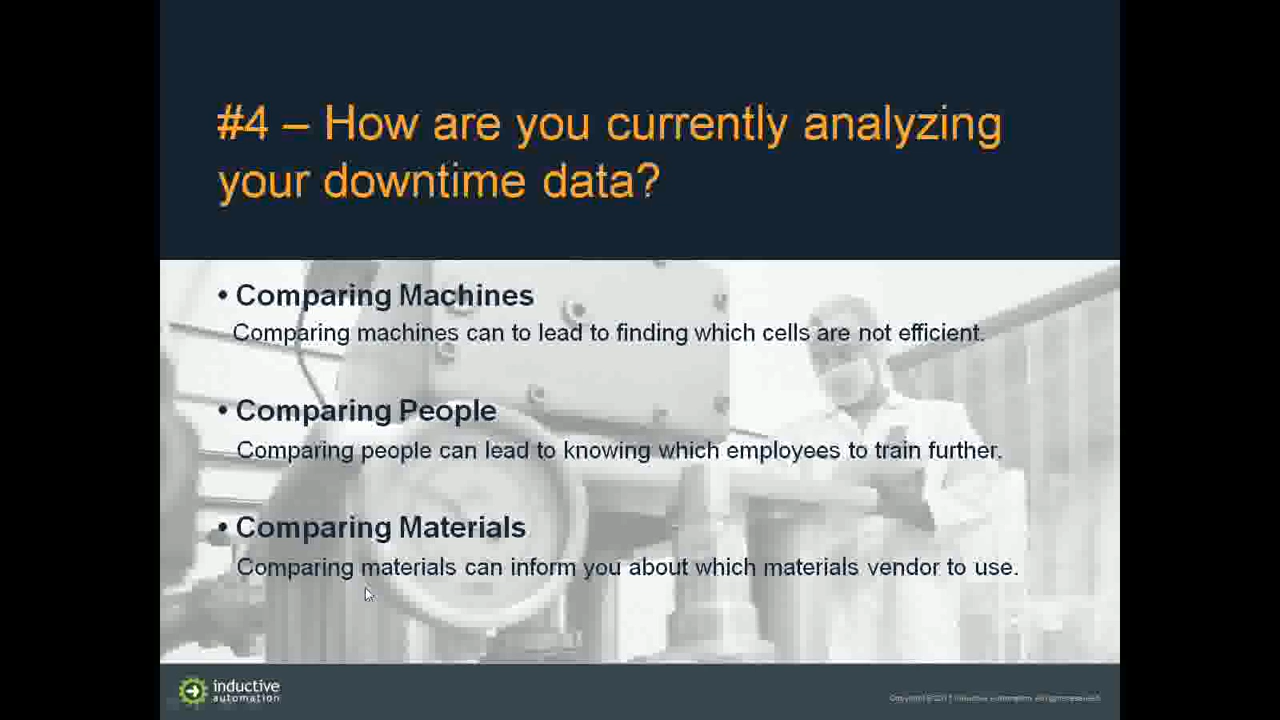 #4 – How are you currently analyzing
your downtime data?
• Comparing Machines
Comparing machines can to lead to finding which cells are not efficient.
• Comparing People
Comparing people can lead to knowing which employees to train further.
• Comparing Materials
Comparing materials can inform you about which materials vendor to use.
inductive
automation
Inductive Automation